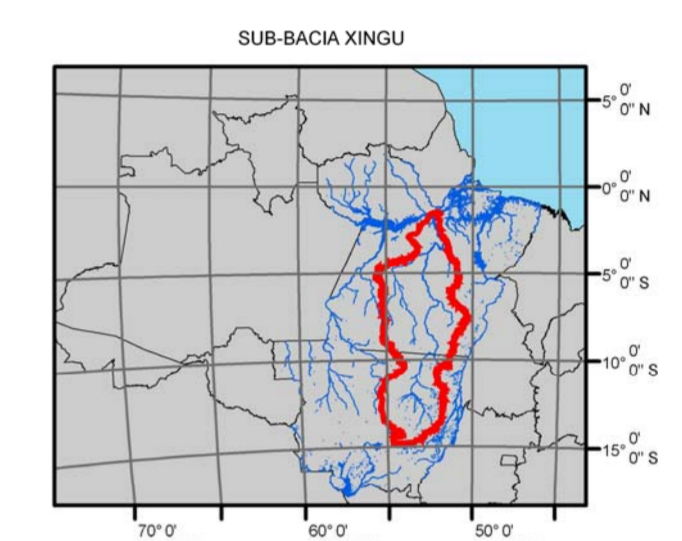 SUB-BACIA XINGU
5° 0' 0" N
0° 0' 0" N
5° 0' 0" S
10° 0' 0" S
15° 0' 0" S
70° 0'
60° 0'
50° 0'